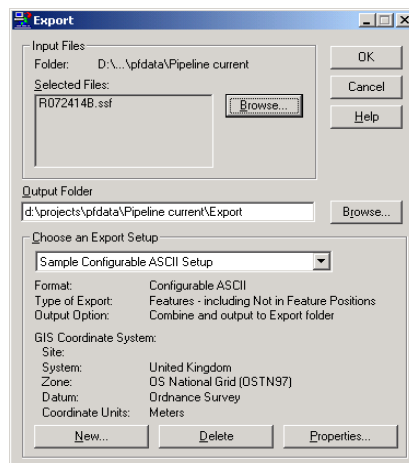 Export
Input Files
Folder: D:\...\pfdata\Pipeline current
Selected Files:
R072414B.ssf
Browse...
OK
Cancel
Help
Output Folder
d:\projects\pfdata\Pipeline current\Export
Browse...
Choose an Export Setup
Sample Configurable ASCII Setup
Format: Configurable ASCII
Type of Export: Features - including Not in Feature Positions
Output Option: Combine and output to Export folder
GIS Coordinate System:
Site:
System: United Kingdom
Zone: OS National Grid (OSTN97)
Datum: Ordnance Survey
Coordinate Units: Meters
New... Delete Properties...